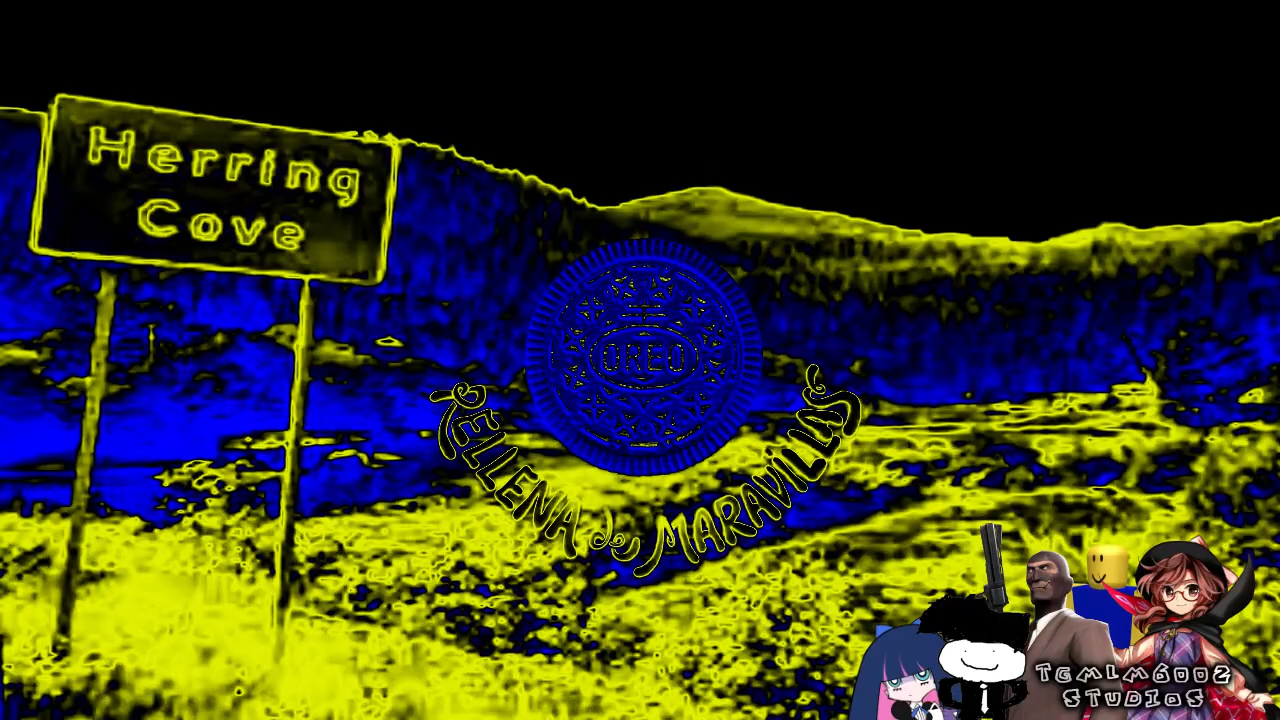 Herring
Cove
OREO
RELLENA de MARAVILLAS
TGMLM6002
STUDIOS